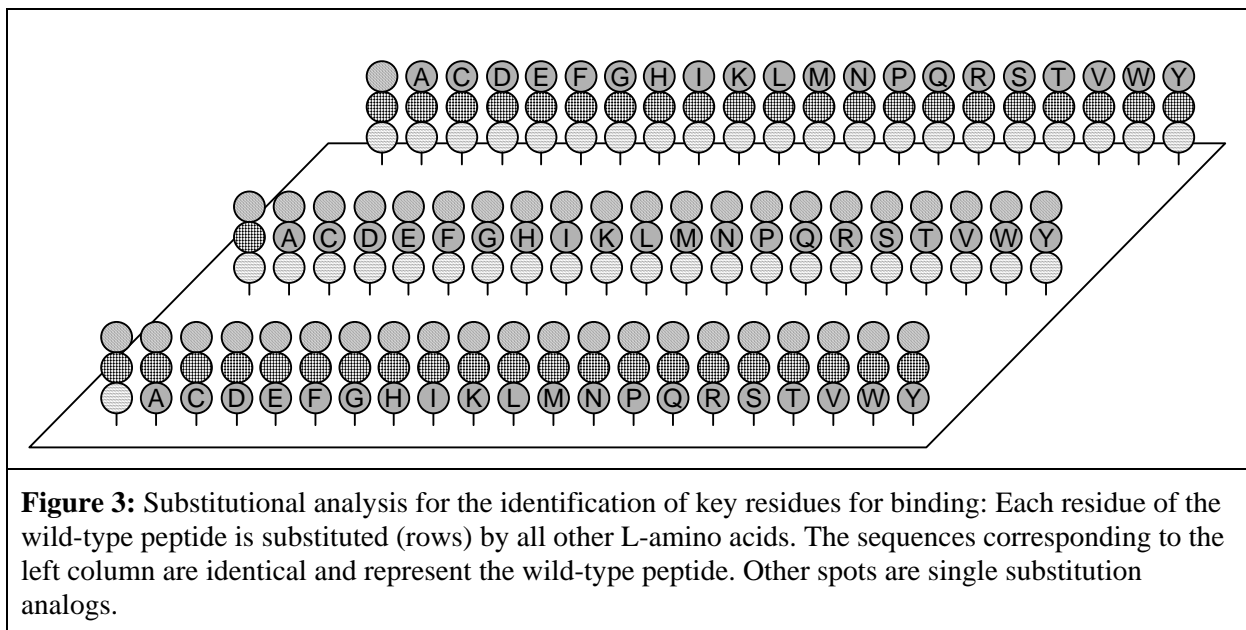 A C D E F G H I K L M N P Q R S T V W Y
A C D E F G H I K L M N P Q R S T V W Y
A C D E F G H I K L M N P Q R S T V W Y
Figure 3: Substitutional analysis for the identification of key residues for binding: Each residue of the
wild-type peptide is substituted (rows) by all other L-amino acids. The sequences corresponding to the
left column are identical and represent the wild-type peptide. Other spots are single substitution
analogs.